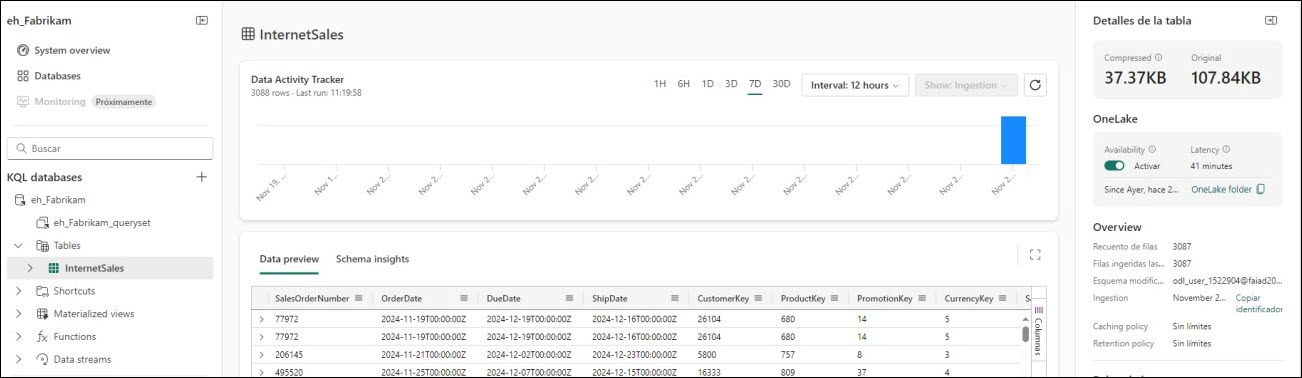 eh_Fabrikam
System overview
Databases
Monitoring Próximamente
Buscar
KQL databases
eh_Fabrikam
eh_Fabrikam_queryset
Tables
InternetSales
Shortcuts
Materialized views
Functions
Data streams
InternetSales
Data Activity Tracker
3088 rows · Last run: 11:19:58
1H 6H 1D 3D 7D 30D Interval: 12 hours Show: Ingestion
Nov 19, ... Nov 1... Nov 2... Nov 2... Nov 2... Nov 2... Nov 2... Nov 2... Nov 2... Nov 2... Nov 2... Nov 2... Nov 2... Nov 2... Nov 2...
Data preview Schema insights
SalesOrderNumber OrderDate DueDate ShipDate CustomerKey ProductKey PromotionKey CurrencyKey Sa
77972 2024-11-19T00:00:00Z 2024-12-19T00:00:00Z 2024-12-16T00:00:00Z 26104 680 14 5
77972 2024-11-19T00:00:00Z 2024-12-19T00:00:00Z 2024-12-16T00:00:00Z 26104 680 14 5
206145 2024-11-21T00:00:00Z 2024-12-02T00:00:00Z 2024-12-23T00:00:00Z 5800 757 8 3
495520 2024-11-25T00:00:00Z 2024-12-07T00:00:00Z 2024-12-15T00:00:00Z 16333 809 37 4
Columnas
Detalles de la tabla
Compressed Original
37.37KB 107.84KB
OneLake
Availability Latency
Activar 41 minutes
Since Ayer, hace 2... OneLake folder
Overview
Recuento de filas 3087
Filas ingeridas las... 3087
Esquema modific... odl_user_1522904@faiad20...
Ingestion November 2... Copiar
identificador
Caching policy Sin límites
Retention policy Sin límites